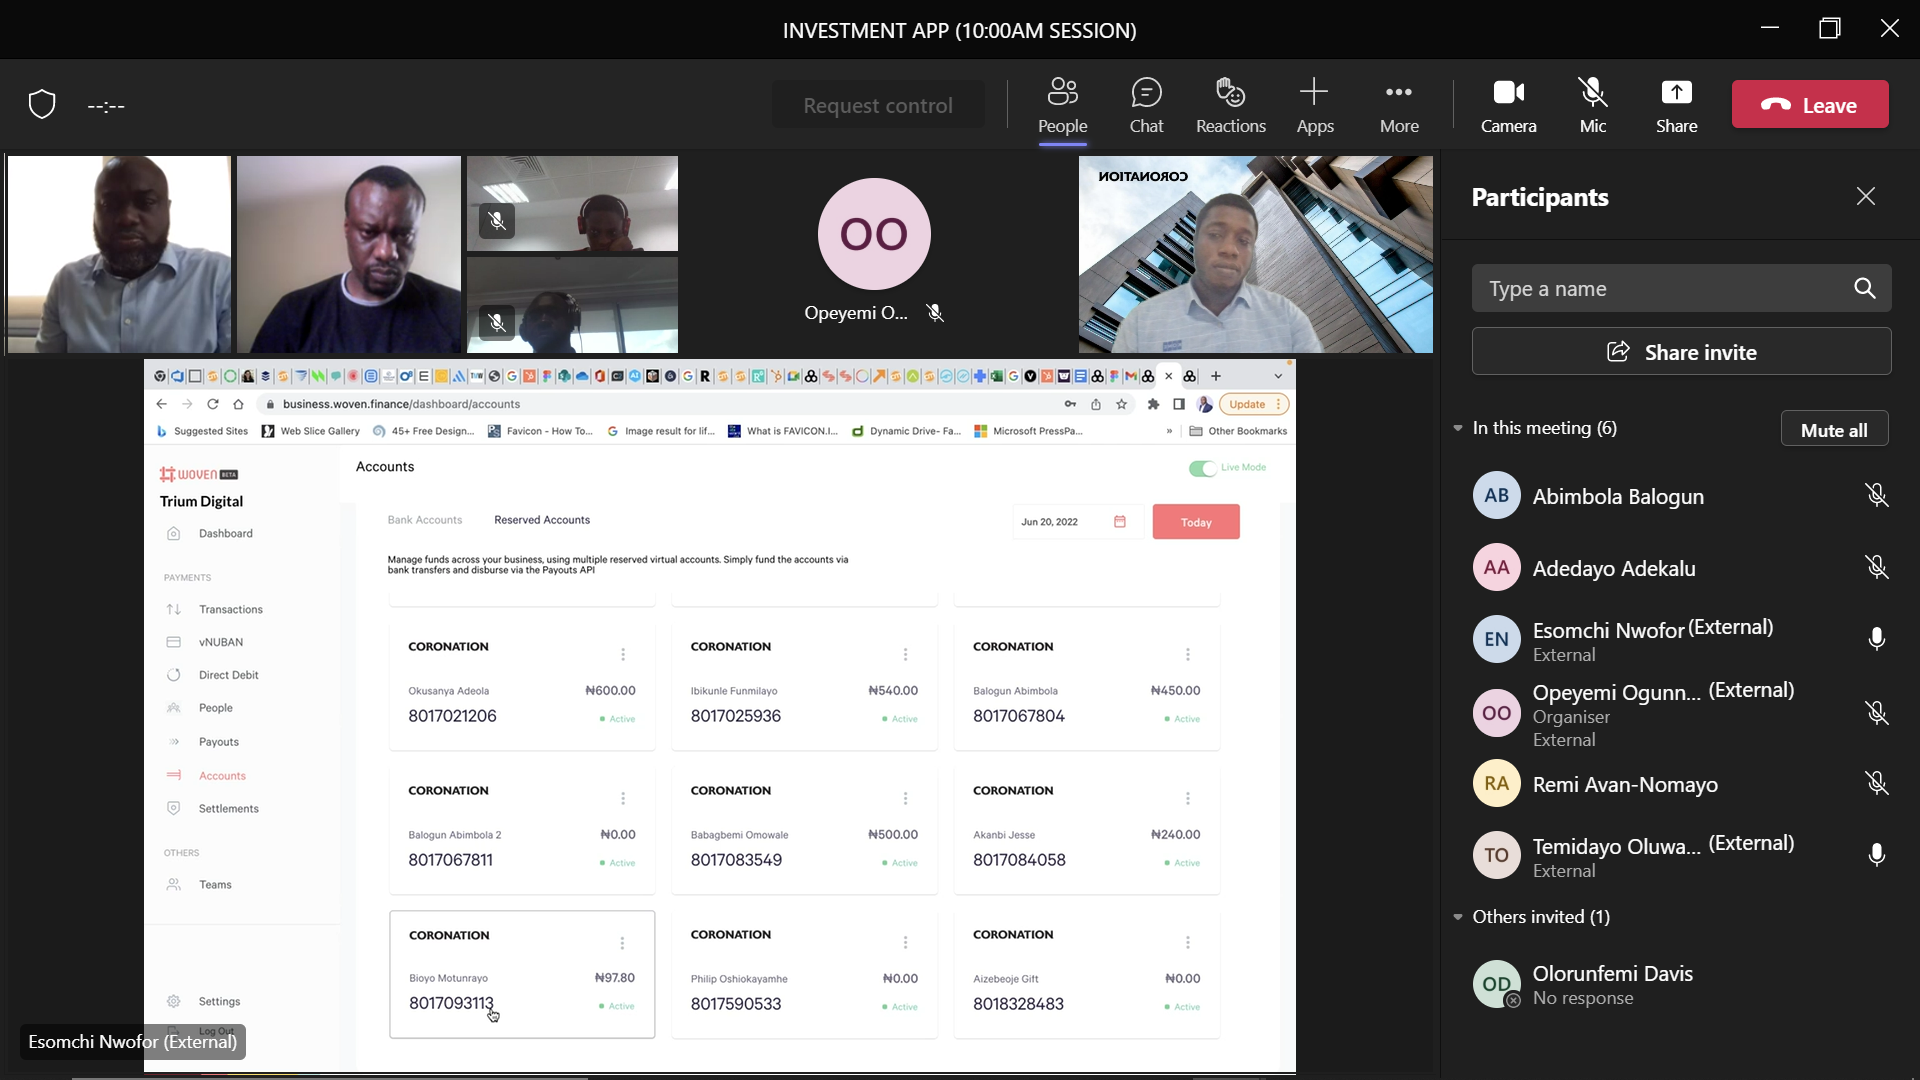 INVESTMENT APP (10:00AM SESSION)
--:--
Request control
People
Chat
Reactions
Apps
More
Camera
Mic
Share
Leave
CORONATION
OO
Opeyemi O...
Participants
Type a name
Share invite
In this meeting (6)
Mute all
AB Abimbola Balogun
AA Adedayo Adekalu
EN Esomchi Nwofor (External)
External
OO Opeyemi Ogunn... (External)
Organiser
External
RA Remi Avan-Nomayo
TO Temidayo Oluwa... (External)
External
Others invited (1)
OD Olorunfemi Davis
No response
business.woven.finance/dashboard/accounts
Update
Suggested Sites
Web Slice Gallery
45+ Free Design...
Favicon - How To...
Image result for lif...
What is FAVICON.I...
Dynamic Drive- Fa...
Microsoft PressPa...
»
Other Bookmarks
WOVEN BETA
Trium Digital
Dashboard
PAYMENTS
Transactions
vNUBAN
Direct Debit
People
Payouts
Accounts
Settlements
OTHERS
Teams
Settings
Log Out
Accounts
Live Mode
Bank Accounts
Reserved Accounts
Jun 20, 2022
Today
Manage funds across your business, using multiple reserved virtual accounts. Simply fund the accounts via
bank transfers and disburse via the Payouts API
CORONATION
Okusanya Adeola ₦600.00
8017021206 Active
CORONATION
Ibikunle Funmilayo ₦540.00
8017025936 Active
CORONATION
Balogun Abimbola ₦450.00
8017067804 Active
CORONATION
Balogun Abimbola 2 ₦0.00
8017067811 Active
CORONATION
Babagbemi Omowale ₦500.00
8017083549 Active
CORONATION
Akanbi Jesse ₦240.00
8017084058 Active
CORONATION
Bioyo Motunrayo ₦97.80
8017093113 Active
CORONATION
Philip Oshiokayamhe ₦0.00
8017590533 Active
CORONATION
Aizebeoje Gift ₦0.00
8018328483 Active
Esomchi Nwofor (External)